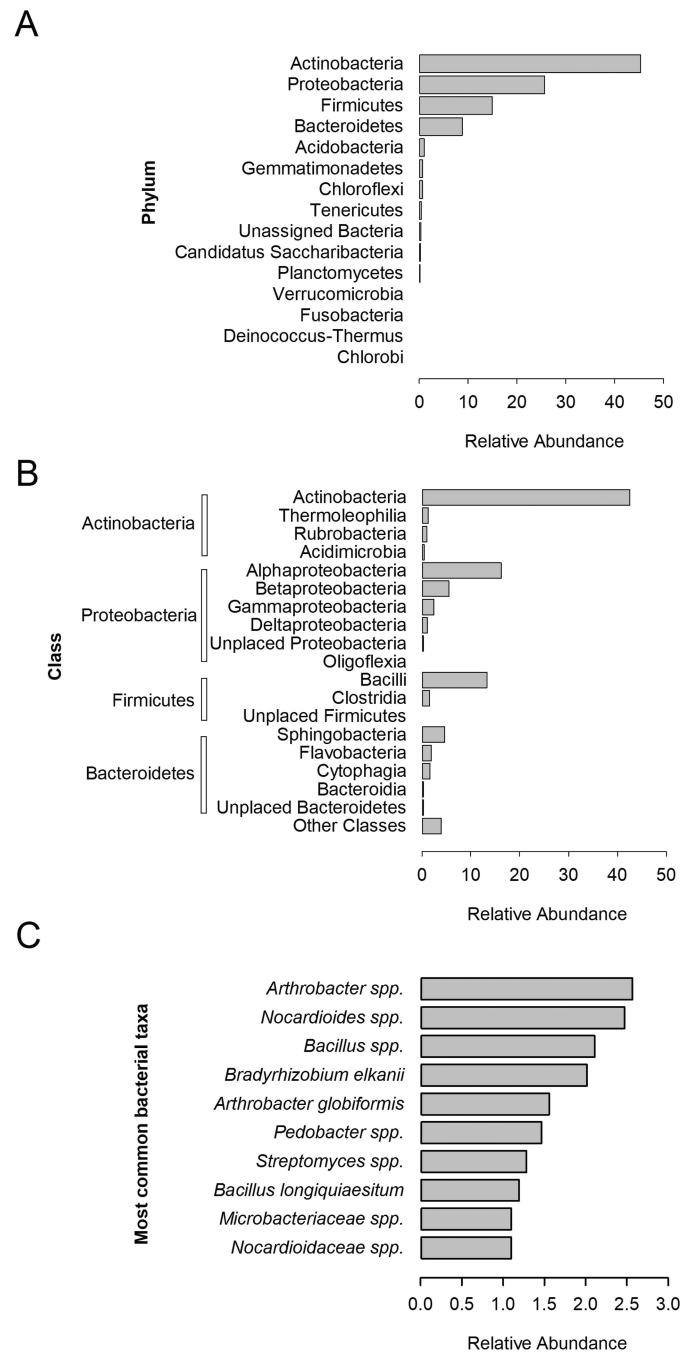 A
Actinobacteria
Proteobacteria
Firmicutes
Bacteroidetes
Acidobacteria
Gemmatimonadetes
Chloroflexi
Tenericutes
Unassigned Bacteria
Candidatus Saccharibacteria
Planctomycetes
Verrucomicrobia
Fusobacteria
Deinococcus-Thermus
Chlorobi
Phylum
0 10 20 30 40 50
Relative Abundance
B
Actinobacteria
Proteobacteria
Firmicutes
Bacteroidetes
Class
Actinobacteria
Thermoleophilia
Rubrobacteria
Acidimicrobia
Alphaproteobacteria
Betaproteobacteria
Gammaproteobacteria
Deltaproteobacteria
Unplaced Proteobacteria
Oligoflexia
Bacilli
Clostridia
Unplaced Firmicutes
Sphingobacteria
Flavobacteria
Cytophagia
Bacteroidia
Unplaced Bacteroidetes
Other Classes
0 10 20 30 40 50
Relative Abundance
C
Most common bacterial taxa
Arthrobacter spp.
Nocardioides spp.
Bacillus spp.
Bradyrhizobium elkanii
Arthrobacter globiformis
Pedobacter spp.
Streptomyces spp.
Bacillus longiquiaesitum
Microbacteriaceae spp.
Nocardioidaceae spp.
0.0 0.5 1.0 1.5 2.0 2.5 3.0
Relative Abundance